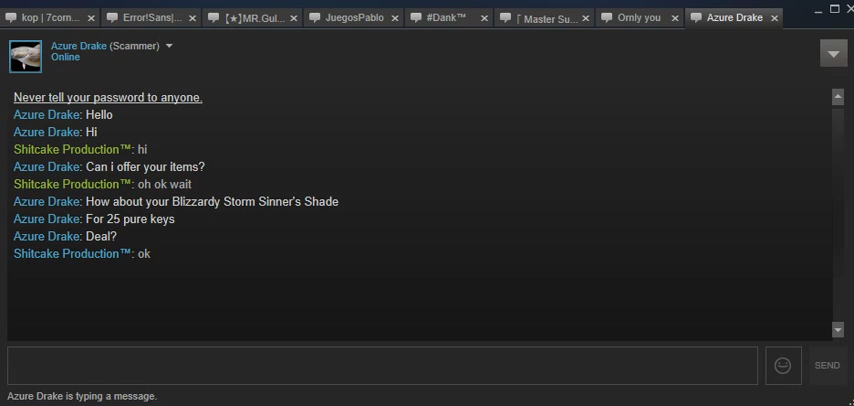 kop | 7corn...
Error!Sans|...
【★】MR.Gul...
JuegosPablo
#Dank™
「 Master Su...
Ornly you
Azure Drake
Azure Drake (Scammer)
Online
Never tell your password to anyone.
Azure Drake: Hello
Azure Drake: Hi
Shitcake Production™: hi
Azure Drake: Can i offer your items?
Shitcake Production™: oh ok wait
Azure Drake: How about your Blizzardy Storm Sinner's Shade
Azure Drake: For 25 pure keys
Azure Drake: Deal?
Shitcake Production™: ok
SEND
Azure Drake is typing a message.